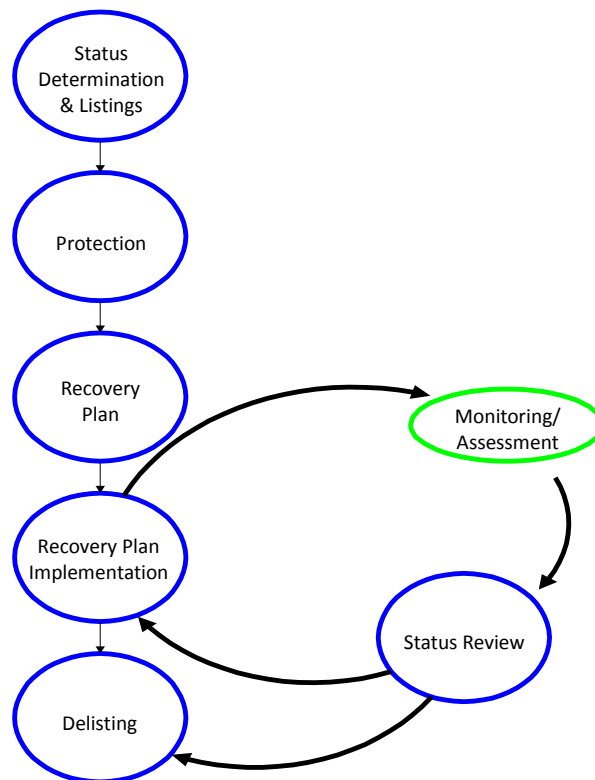 Status
Determination
& Listings
Protection
Recovery
Plan
Monitoring/
Assessment
Recovery Plan
Implementation
Status Review
Delisting